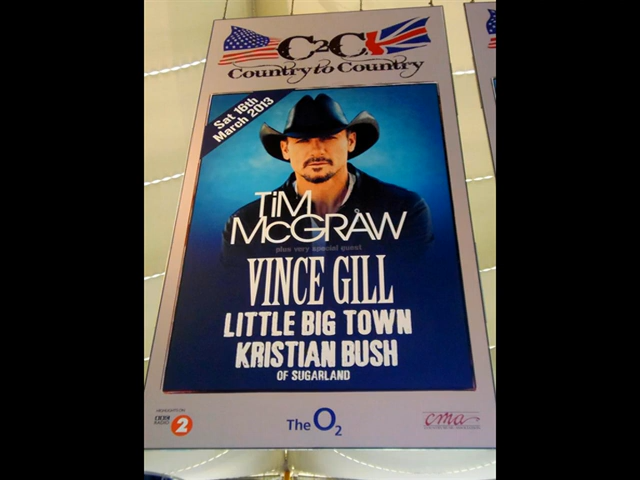 C2C
Country to Country
Sat 16th
March 2013
TiM
McGRAW
plus very special guest
VINCE GILL
LITTLE BIG TOWN
KRISTIAN BUSH
OF SUGARLAND
BBC
RADIO
2
The O2
cma